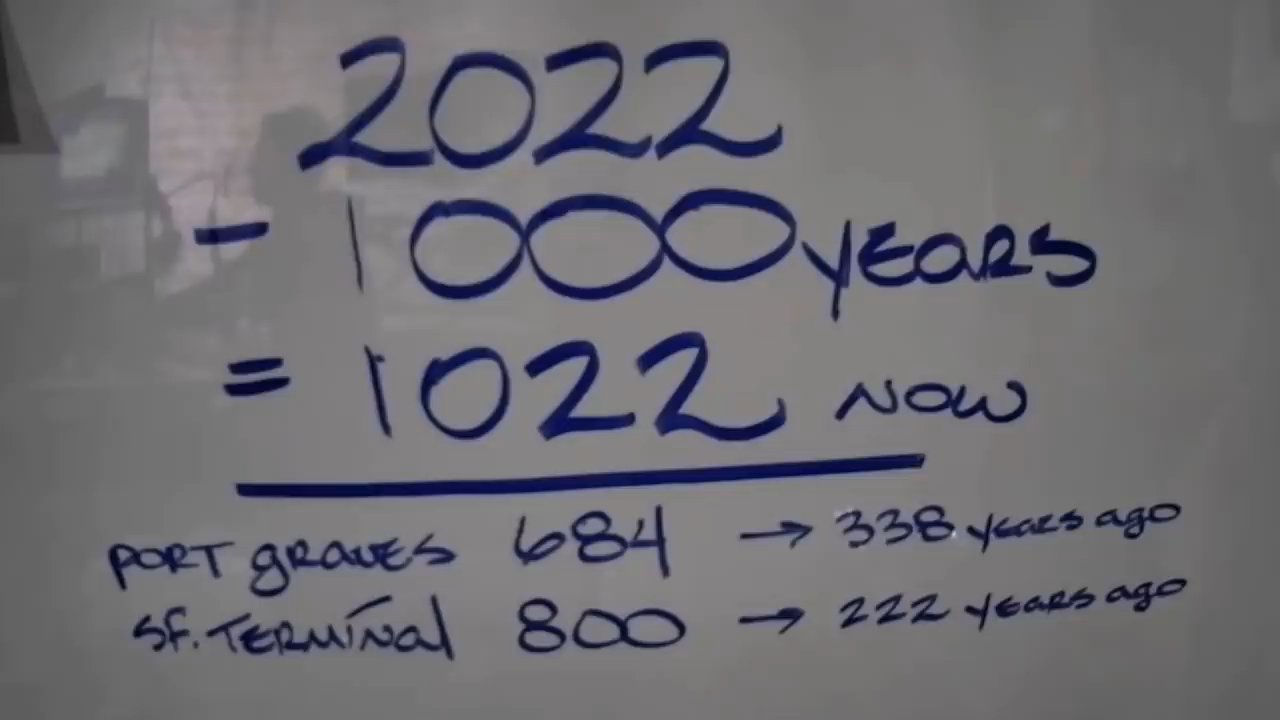 2022
- 1000 years
= 1022 NOW
PORT graves 684 → 338 years ago
SF. TERMINAL 800 → 222 years ago